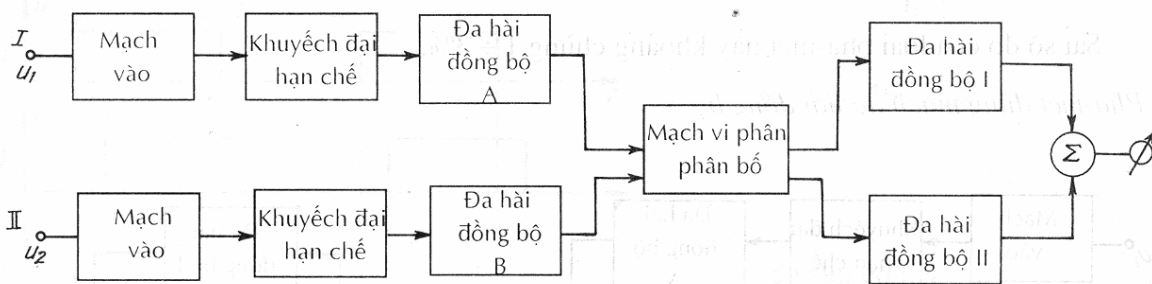 I
u₁
Mạch
vào
Khuyếch đại
hạn chế
Đa hài
đồng bộ
A
Mạch vi phân
phân bố
Đa hài
đồng bộ I
Σ
II
u₂
Mạch
vào
Khuyếch đại
hạn chế
Đa hài
đồng bộ
B
Đa hài
đồng bộ II